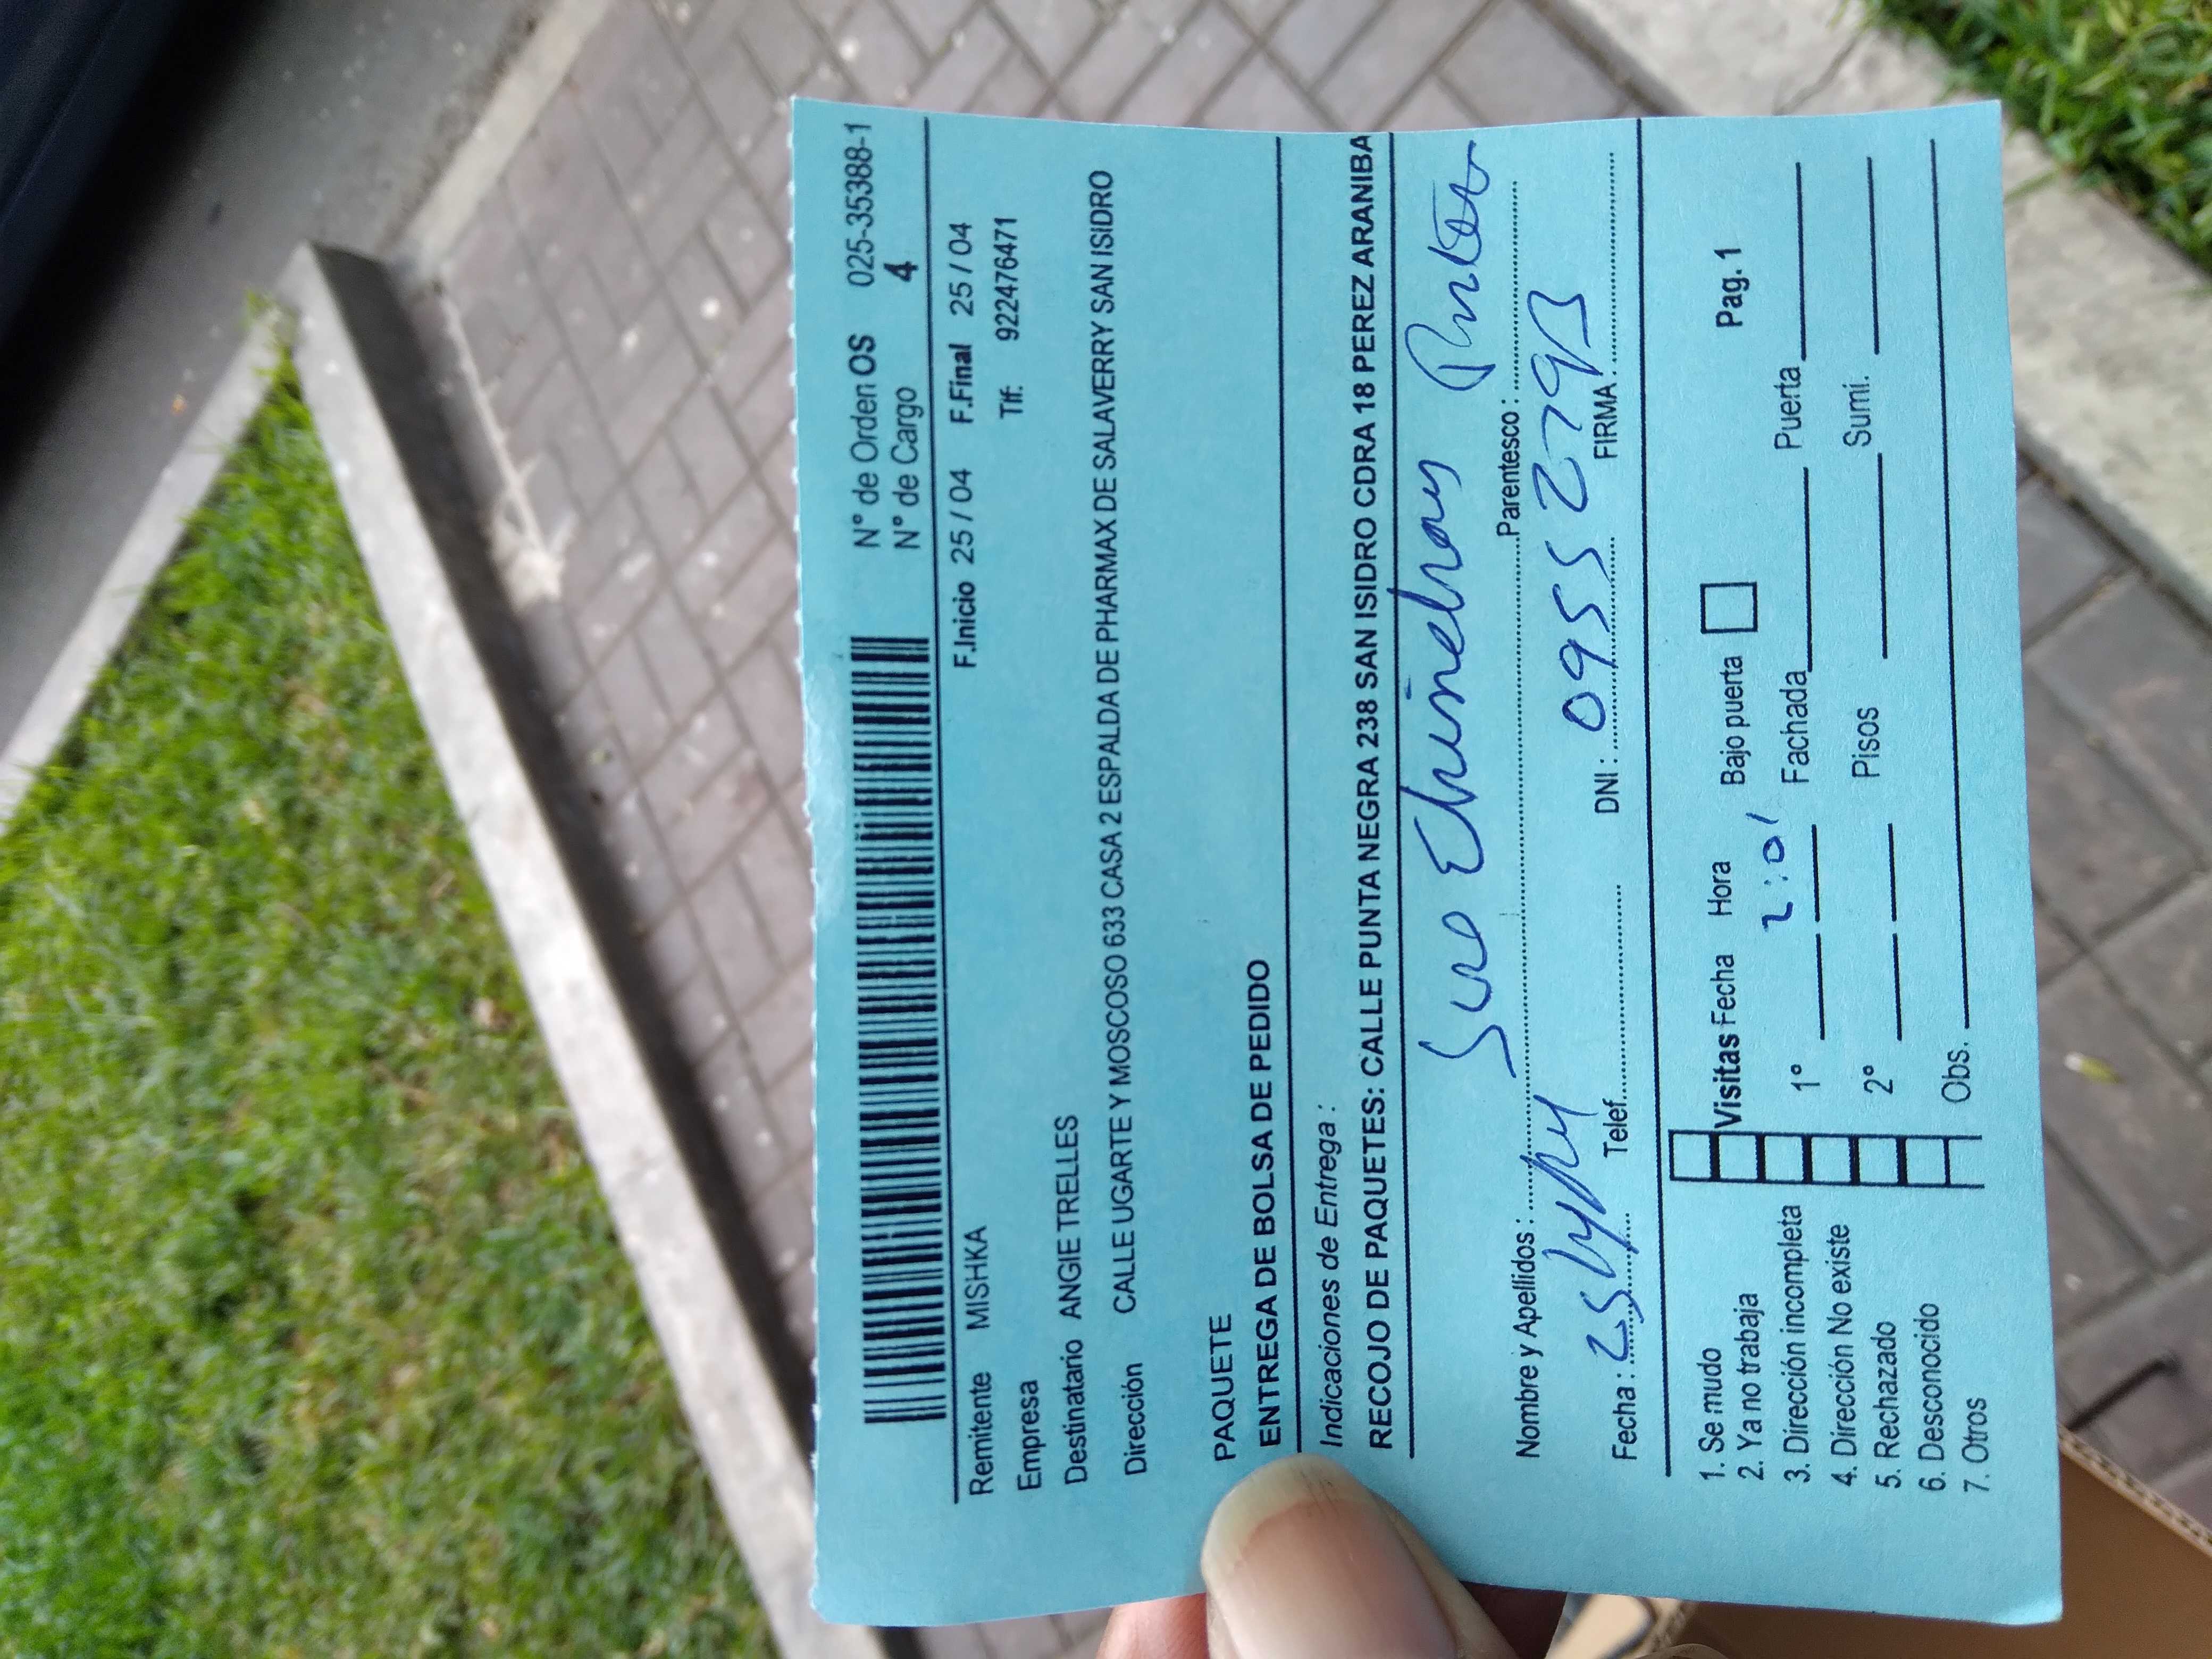 N° de Orden OS 025-35388-1
N° de Cargo 4
F.Inicio 25 / 04 F.Final 25 / 04
Remitente MISHKA
Tlf: 922476471
Empresa
Destinatario ANGIE TRELLES
Dirección CALLE UGARTE Y MOSCOSO 633 CASA 2 ESPALDA DE PHARMAX DE SALAVERRY SAN ISIDRO
PAQUETE
ENTREGA DE BOLSA DE PEDIDO
Indicaciones de Entrega :
RECOJO DE PAQUETES: CALLE PUNTA NEGRA 238 SAN ISIDRO CDRA 18 PEREZ ARANIBA
Nombre y Apellidos : Parentesco :
Fecha : Telef. DNI : FIRMA
1. Se mudo
2. Ya no trabaja
3. Dirección incompleta
4. Dirección No existe
5. Rechazado
6. Desconocido
7. Otros
Visitas Fecha Hora Bajo puerta Pag. 1
1° 2:01 Fachada Puerta
2° Pisos Sumi.
Obs.